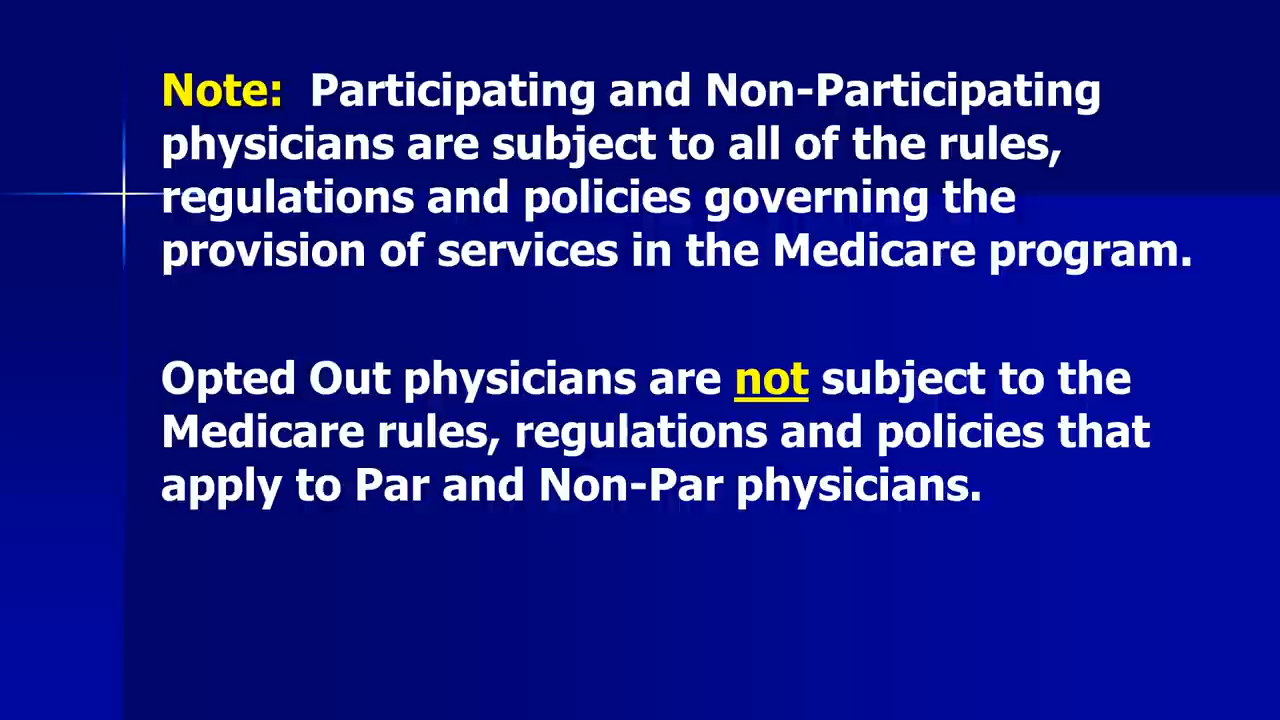 Note: Participating and Non-Participating
physicians are subject to all of the rules,
regulations and policies governing the
provision of services in the Medicare program.
Opted Out physicians are not subject to the
Medicare rules, regulations and policies that
apply to Par and Non-Par physicians.